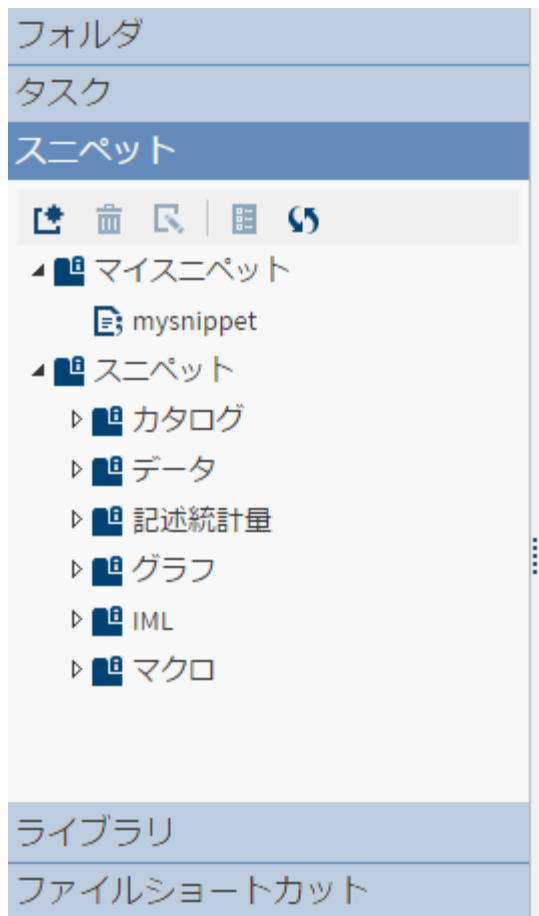 フォルダ
タスク
スニペット
マイスニペット
mysnippet
スニペット
カタログ
データ
記述統計量
グラフ
IML
マクロ
ライブラリ
ファイルショートカット